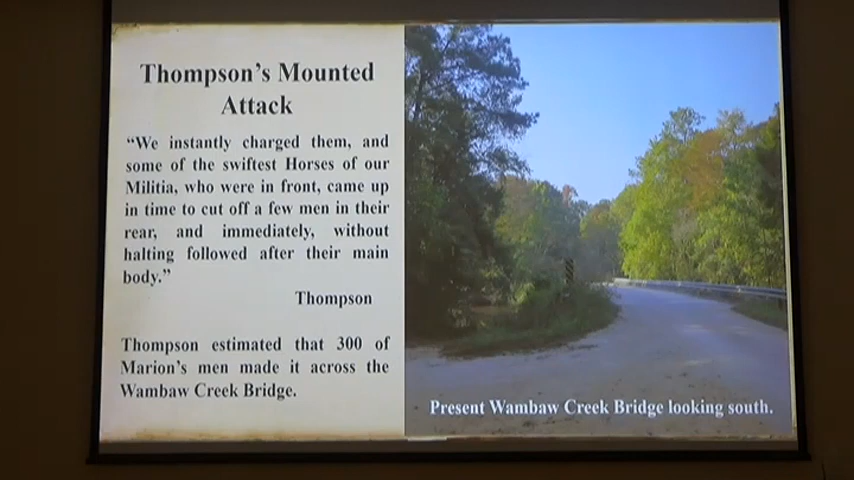 Thompson's Mounted
Attack
“We instantly charged them, and
some of the swiftest Horses of our
Militia, who were in front, came up
in time to cut off a few men in their
rear, and immediately, without
halting followed after their main
body.”
Thompson
Thompson estimated that 300 of
Marion's men made it across the
Wambaw Creek Bridge.
Present Wambaw Creek Bridge looking south.